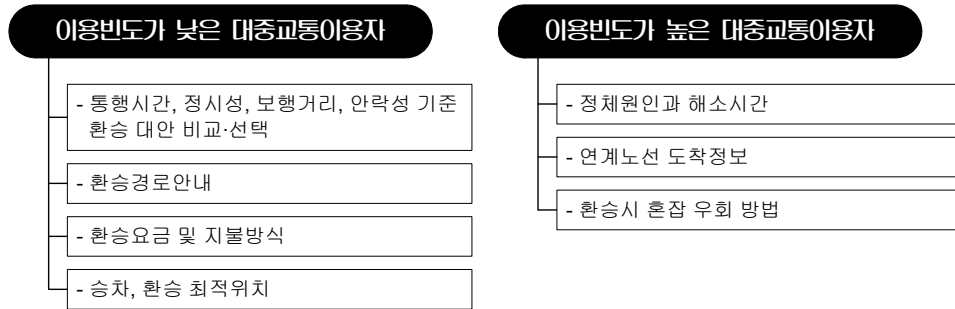 이용빈도가 낮은 대중교통이용자
- 통행시간, 정시성, 보행거리, 안락성 기준
환승 대안 비교·선택
- 환승경로안내
- 환승요금 및 지불방식
- 승차, 환승 최적위치
이용빈도가 높은 대중교통이용자
- 정체원인과 해소시간
- 연계노선 도착정보
- 환승시 혼잡 우회 방법